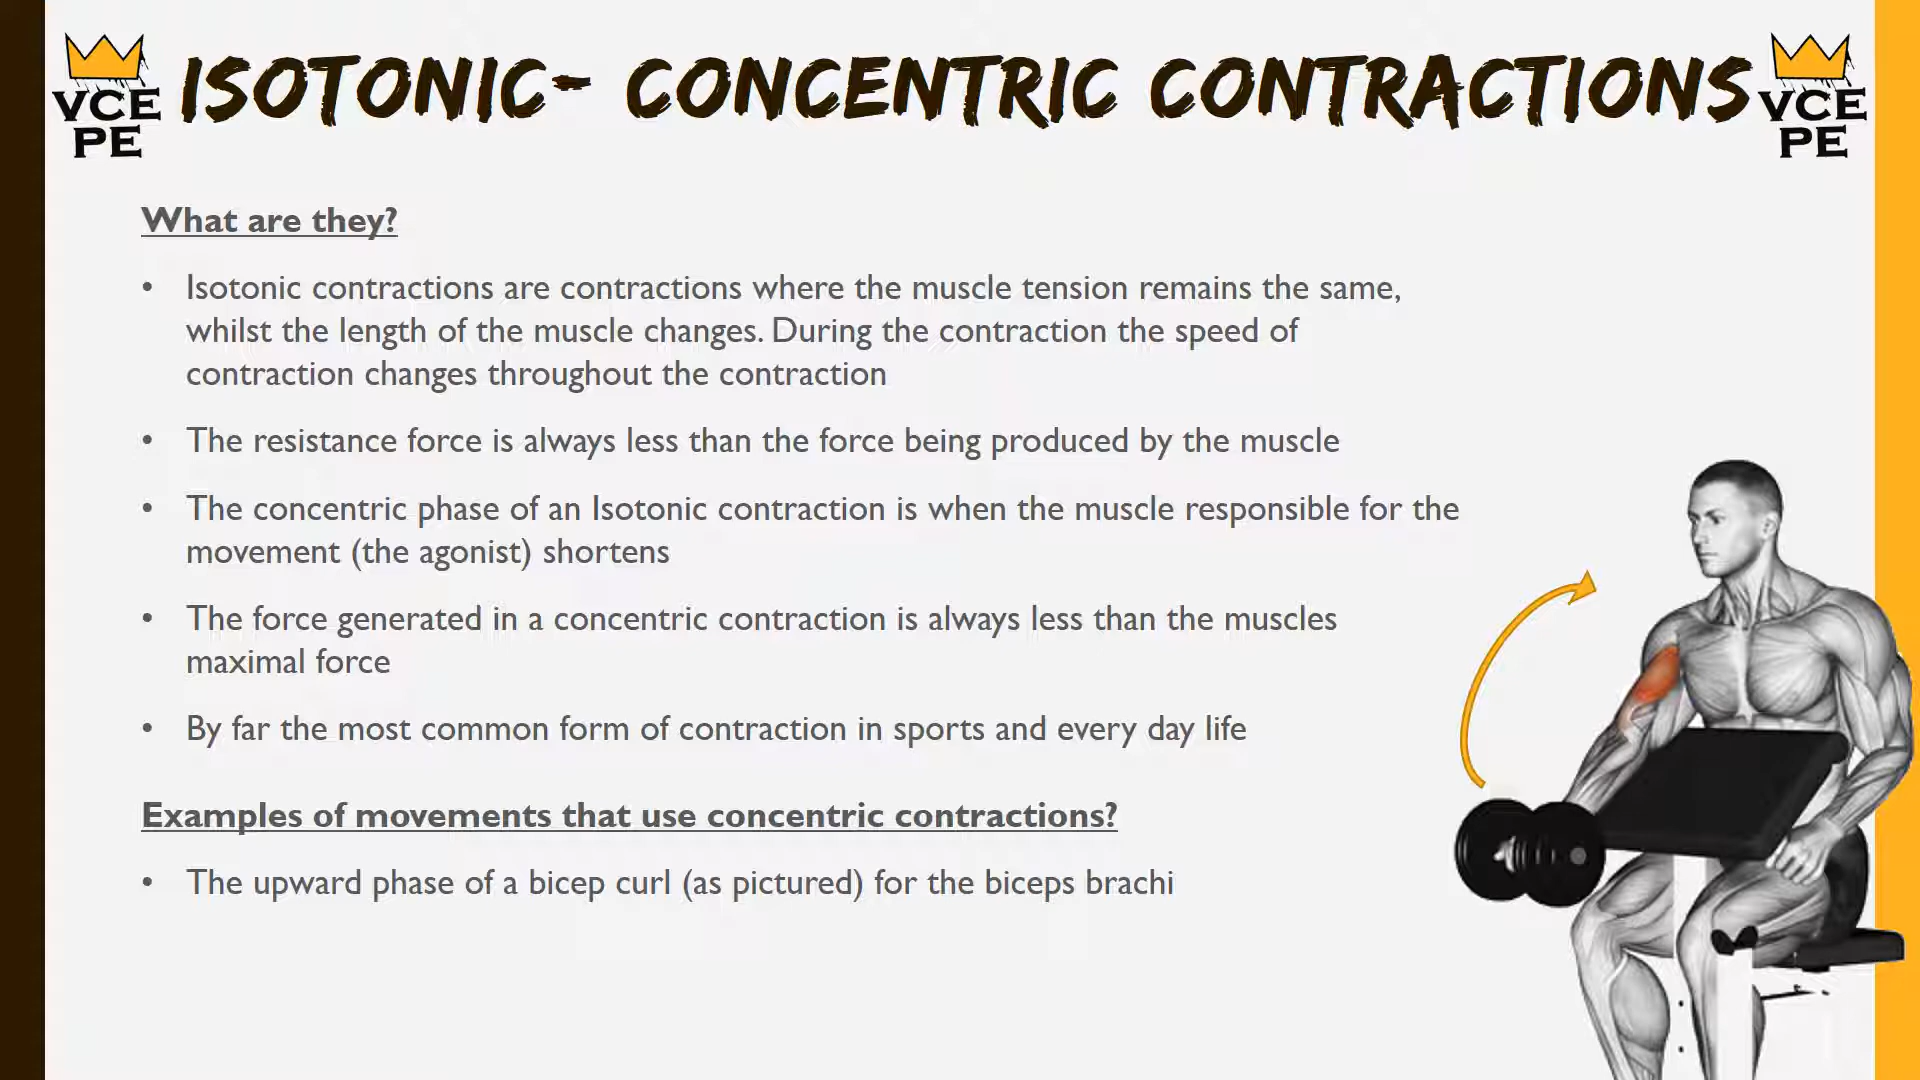 VCE
PE
ISOTONIC- CONCENTRIC CONTRACTIONS
VCE
PE
What are they?
• Isotonic contractions are contractions where the muscle tension remains the same,
whilst the length of the muscle changes. During the contraction the speed of
contraction changes throughout the contraction
• The resistance force is always less than the force being produced by the muscle
• The concentric phase of an Isotonic contraction is when the muscle responsible for the
movement (the agonist) shortens
• The force generated in a concentric contraction is always less than the muscles
maximal force
• By far the most common form of contraction in sports and every day life
Examples of movements that use concentric contractions?
• The upward phase of a bicep curl (as pictured) for the biceps brachi